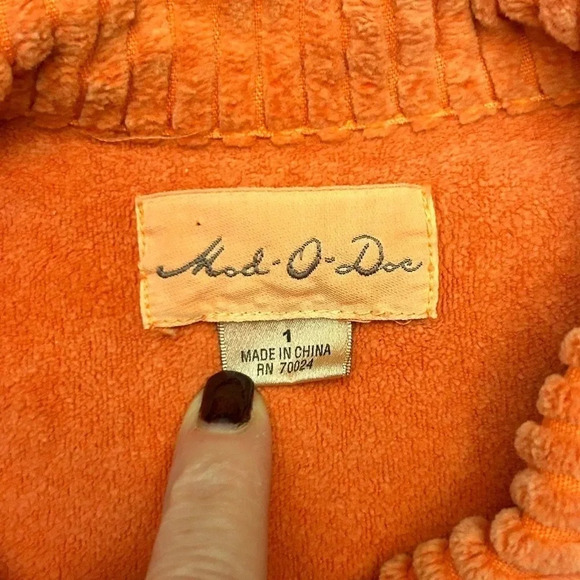 Mod-O-Doc
1
MADE IN CHINA
RN 70024